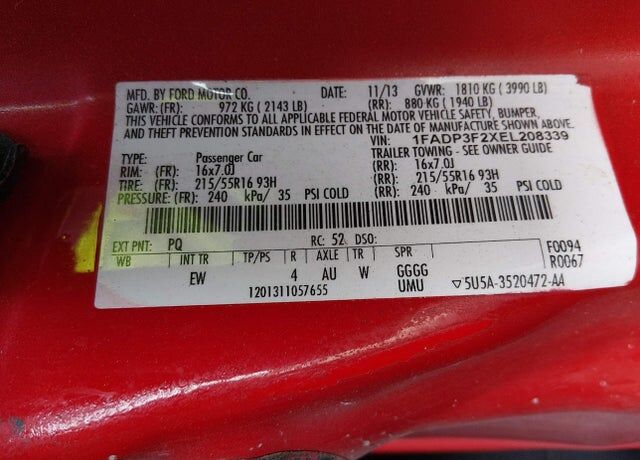 MFD. BY FORD MOTOR CO. DATE: 11/13 GVWR: 1810 KG ( 3990 LB)
GAWR: (FR): 972 KG ( 2143 LB) (RR): 880 KG ( 1940 LB)
THIS VEHICLE CONFORMS TO ALL APPLICABLE FEDERAL MOTOR VEHICLE SAFETY, BUMPER,
AND THEFT PREVENTION STANDARDS IN EFFECT ON THE DATE OF MANUFACTURE SHOWN ABOVE.
VIN: 1FADP3F2XEL208339
TYPE: Passenger Car TRAILER TOWING - SEE OWNER GUIDE
RIM: (FR): 16x7.0J (RR): 16x7.0J
TIRE: (FR): 215/55R16 93H (RR): 215/55R16 93H
PRESSURE: (FR): 240 kPa/ 35 PSI COLD (RR): 240 kPa/ 35 PSI COLD
EXT PNT: PQ RC: 52 DSO: F0094
WB INT TR TP/PS R AXLE TR SPR R0067
EW 4 AU W GGGG
UMU
1201311057655 ▽5U5A-3520472-AA